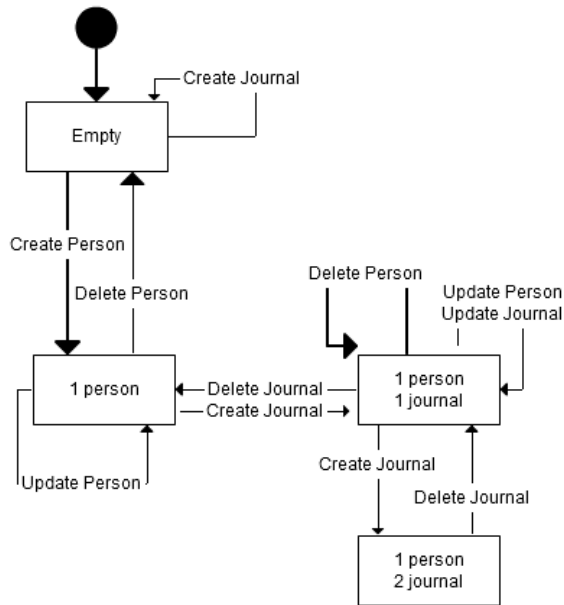 Create Journal
Empty
Create Person
Delete Person
Delete Person
Update Person
Update Journal
1 person
Delete Journal
Create Journal
1 person
1 journal
Update Person
Create Journal
Delete Journal
1 person
2 journal